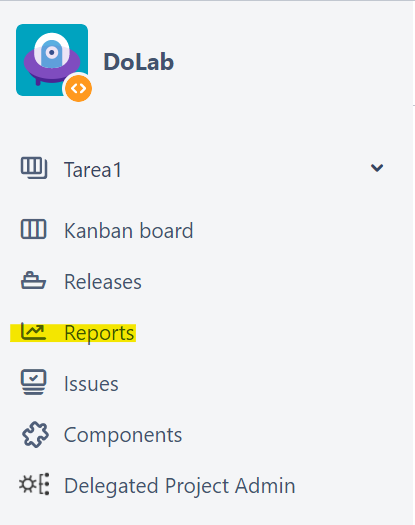 DoLab
Tarea1
Kanban board
Releases
Reports
Issues
Components
Delegated Project Admin